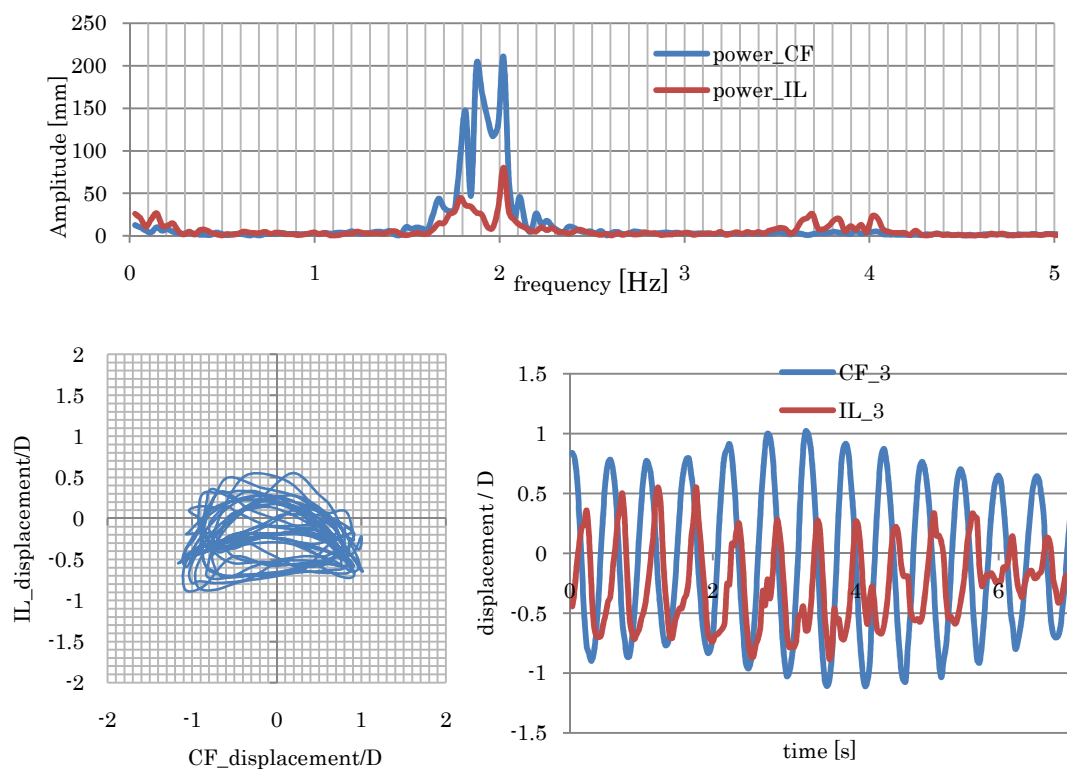 250
200
150
100
50
0
Amplitude [mm]
power_CF
power_IL
0 1 2 3 4 5
frequency [Hz]
2
1.5
1
0.5
0
-0.5
-1
-1.5
-2
IL_displacement/D
-2 -1 0 1 2
CF_displacement/D
1.5
1
0.5
0
-0.5
-1
-1.5
displacement / D
CF_3
IL_3
0 2 4 6
time [s]